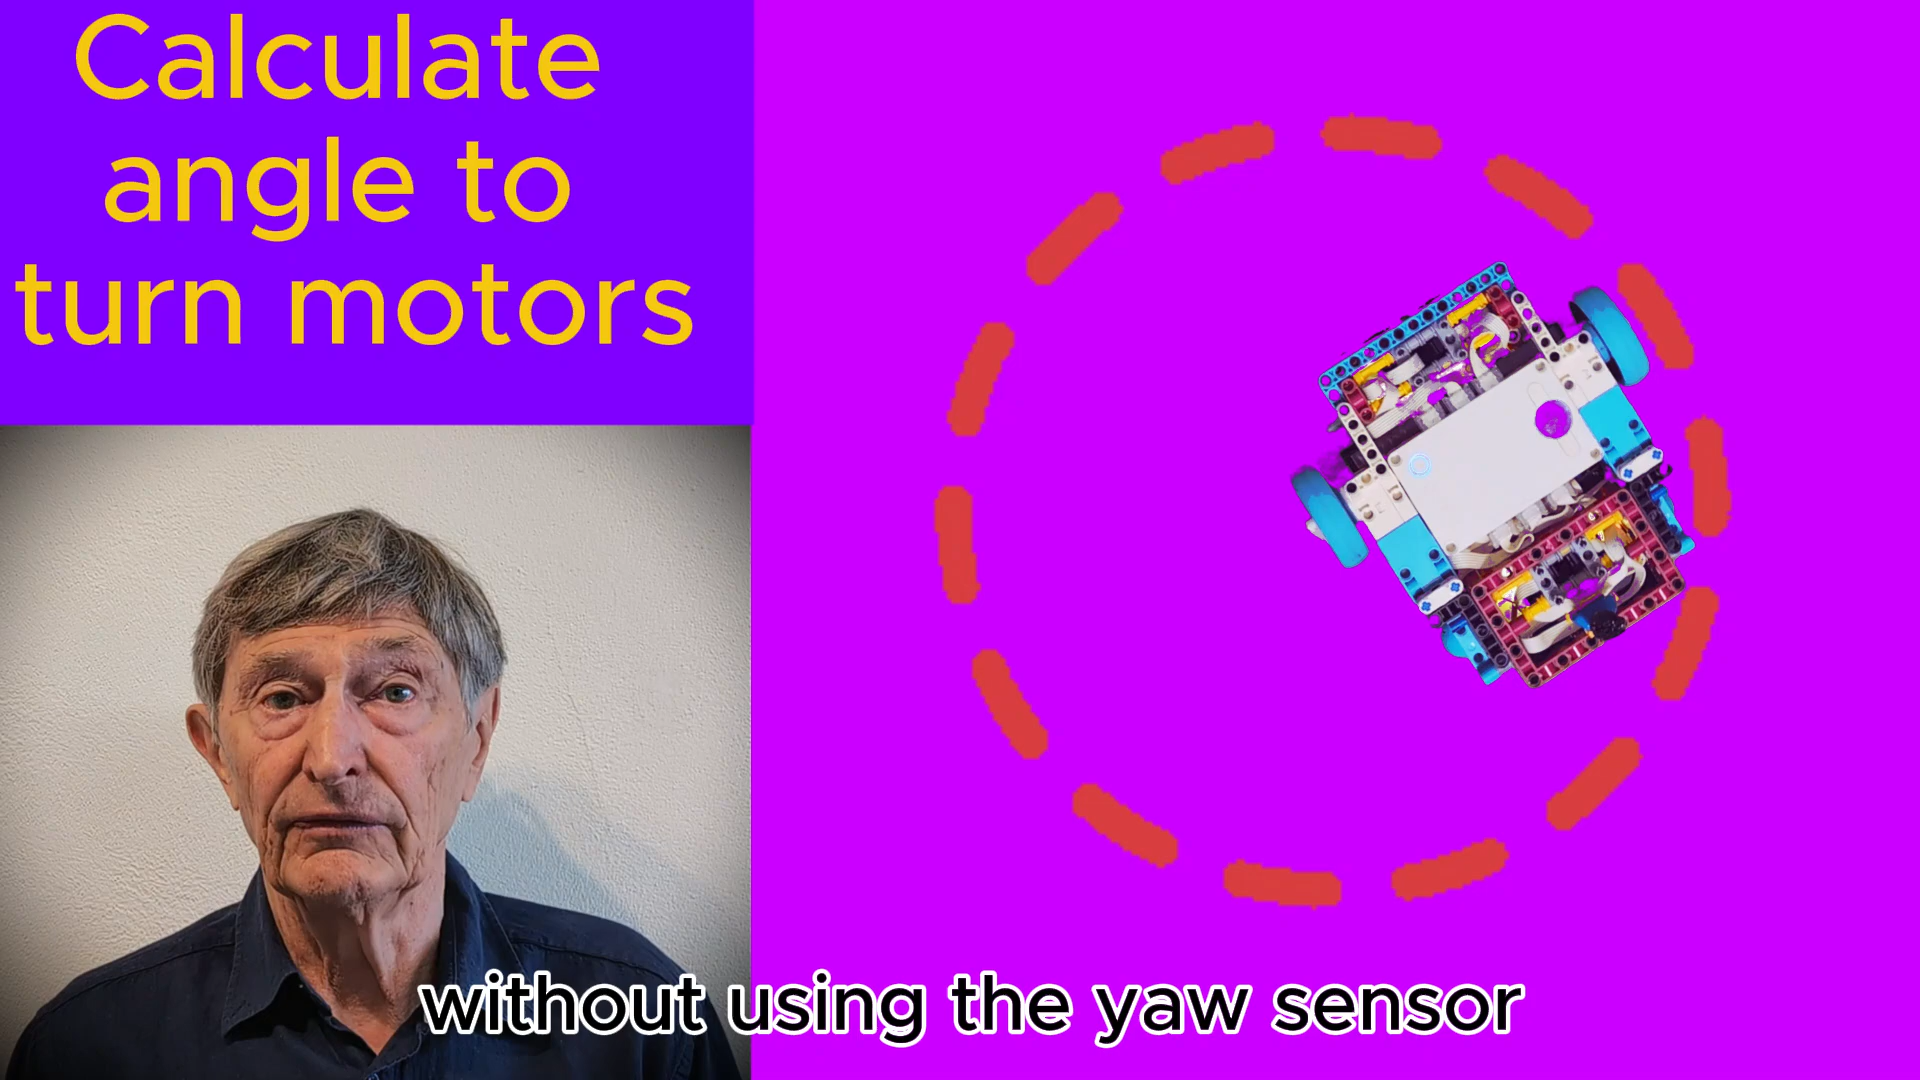 Calculate
angle to
turn motors
without using the yaw sensor